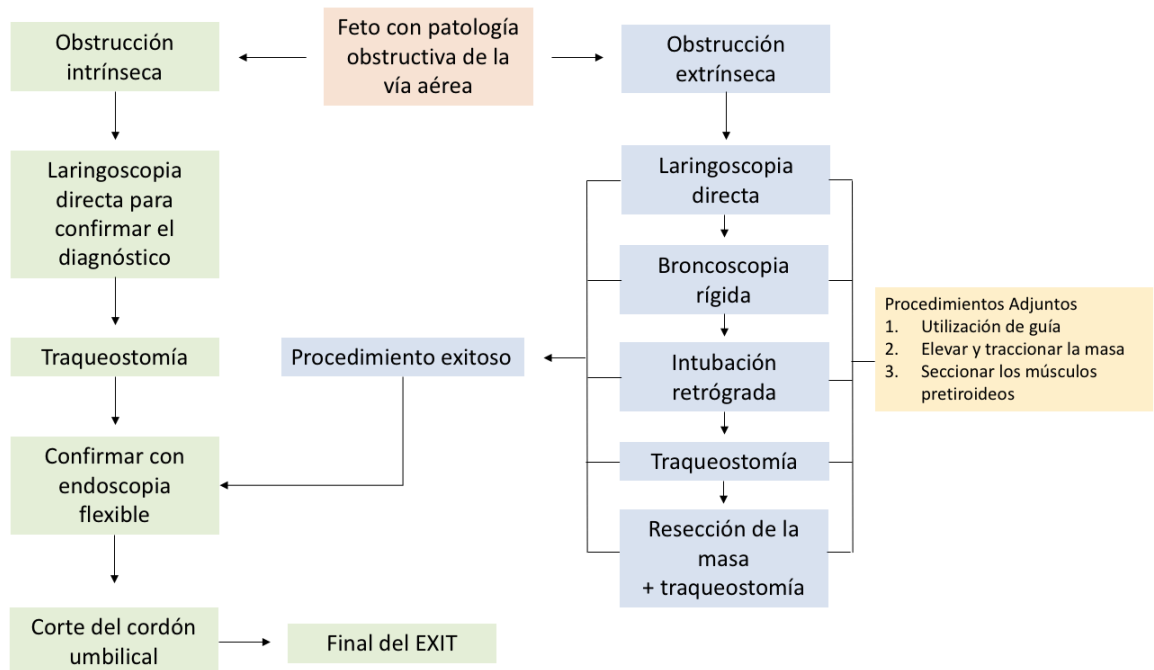 Feto con patología
obstructiva de la
vía aérea
Obstrucción
intrínseca
Laringoscopia
directa para
confirmar el
diagnóstico
Traqueostomía
Confirmar con
endoscopia
flexible
Corte del cordón
umbilical
Final del EXIT
Procedimiento exitoso
Obstrucción
extrínseca
Laringoscopia
directa
Broncoscopia
rígida
Intubación
retrógrada
Traqueostomía
Resección de la
masa
+ traqueostomía
Procedimientos Adjuntos
1. Utilización de guía
2. Elevar y traccionar la masa
3. Seccionar los músculos
pretiroideos